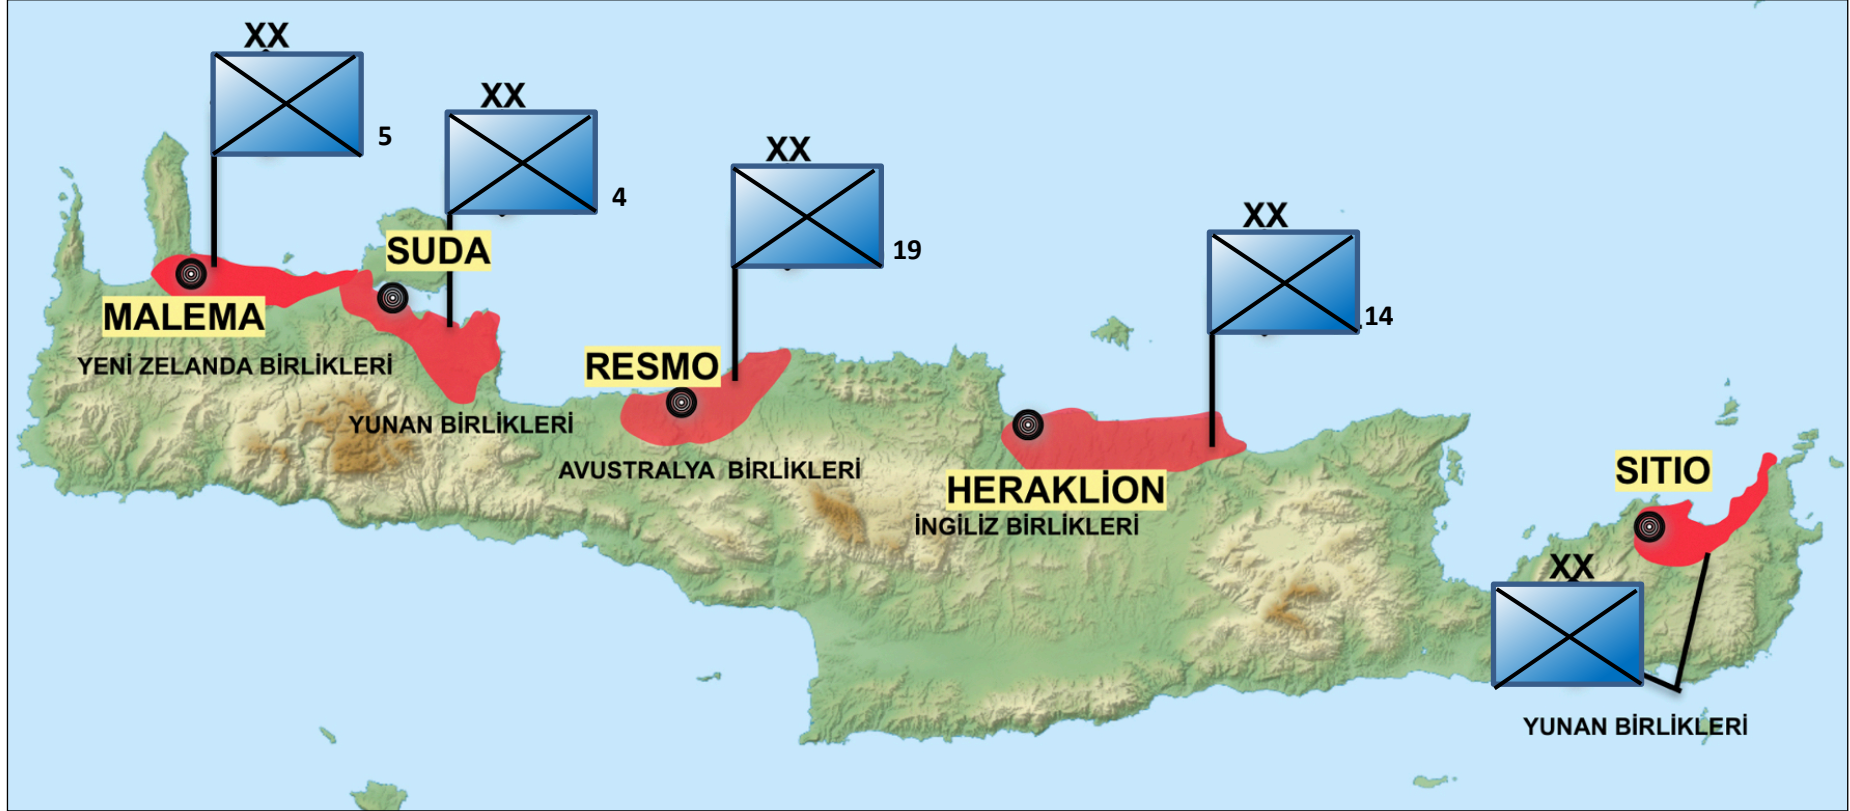 XX
5
XX
4
XX
19
XX
14
SUDA
MALEMA
YENİ ZELANDA BİRLİKLERİ
YUNAN BİRLİKLERİ
RESMO
AVUSTRALYA BİRLİKLERİ
HERAKLİON
İNGİLİZ BİRLİKLERİ
SITIO
XX
YUNAN BİRLİKLERİ